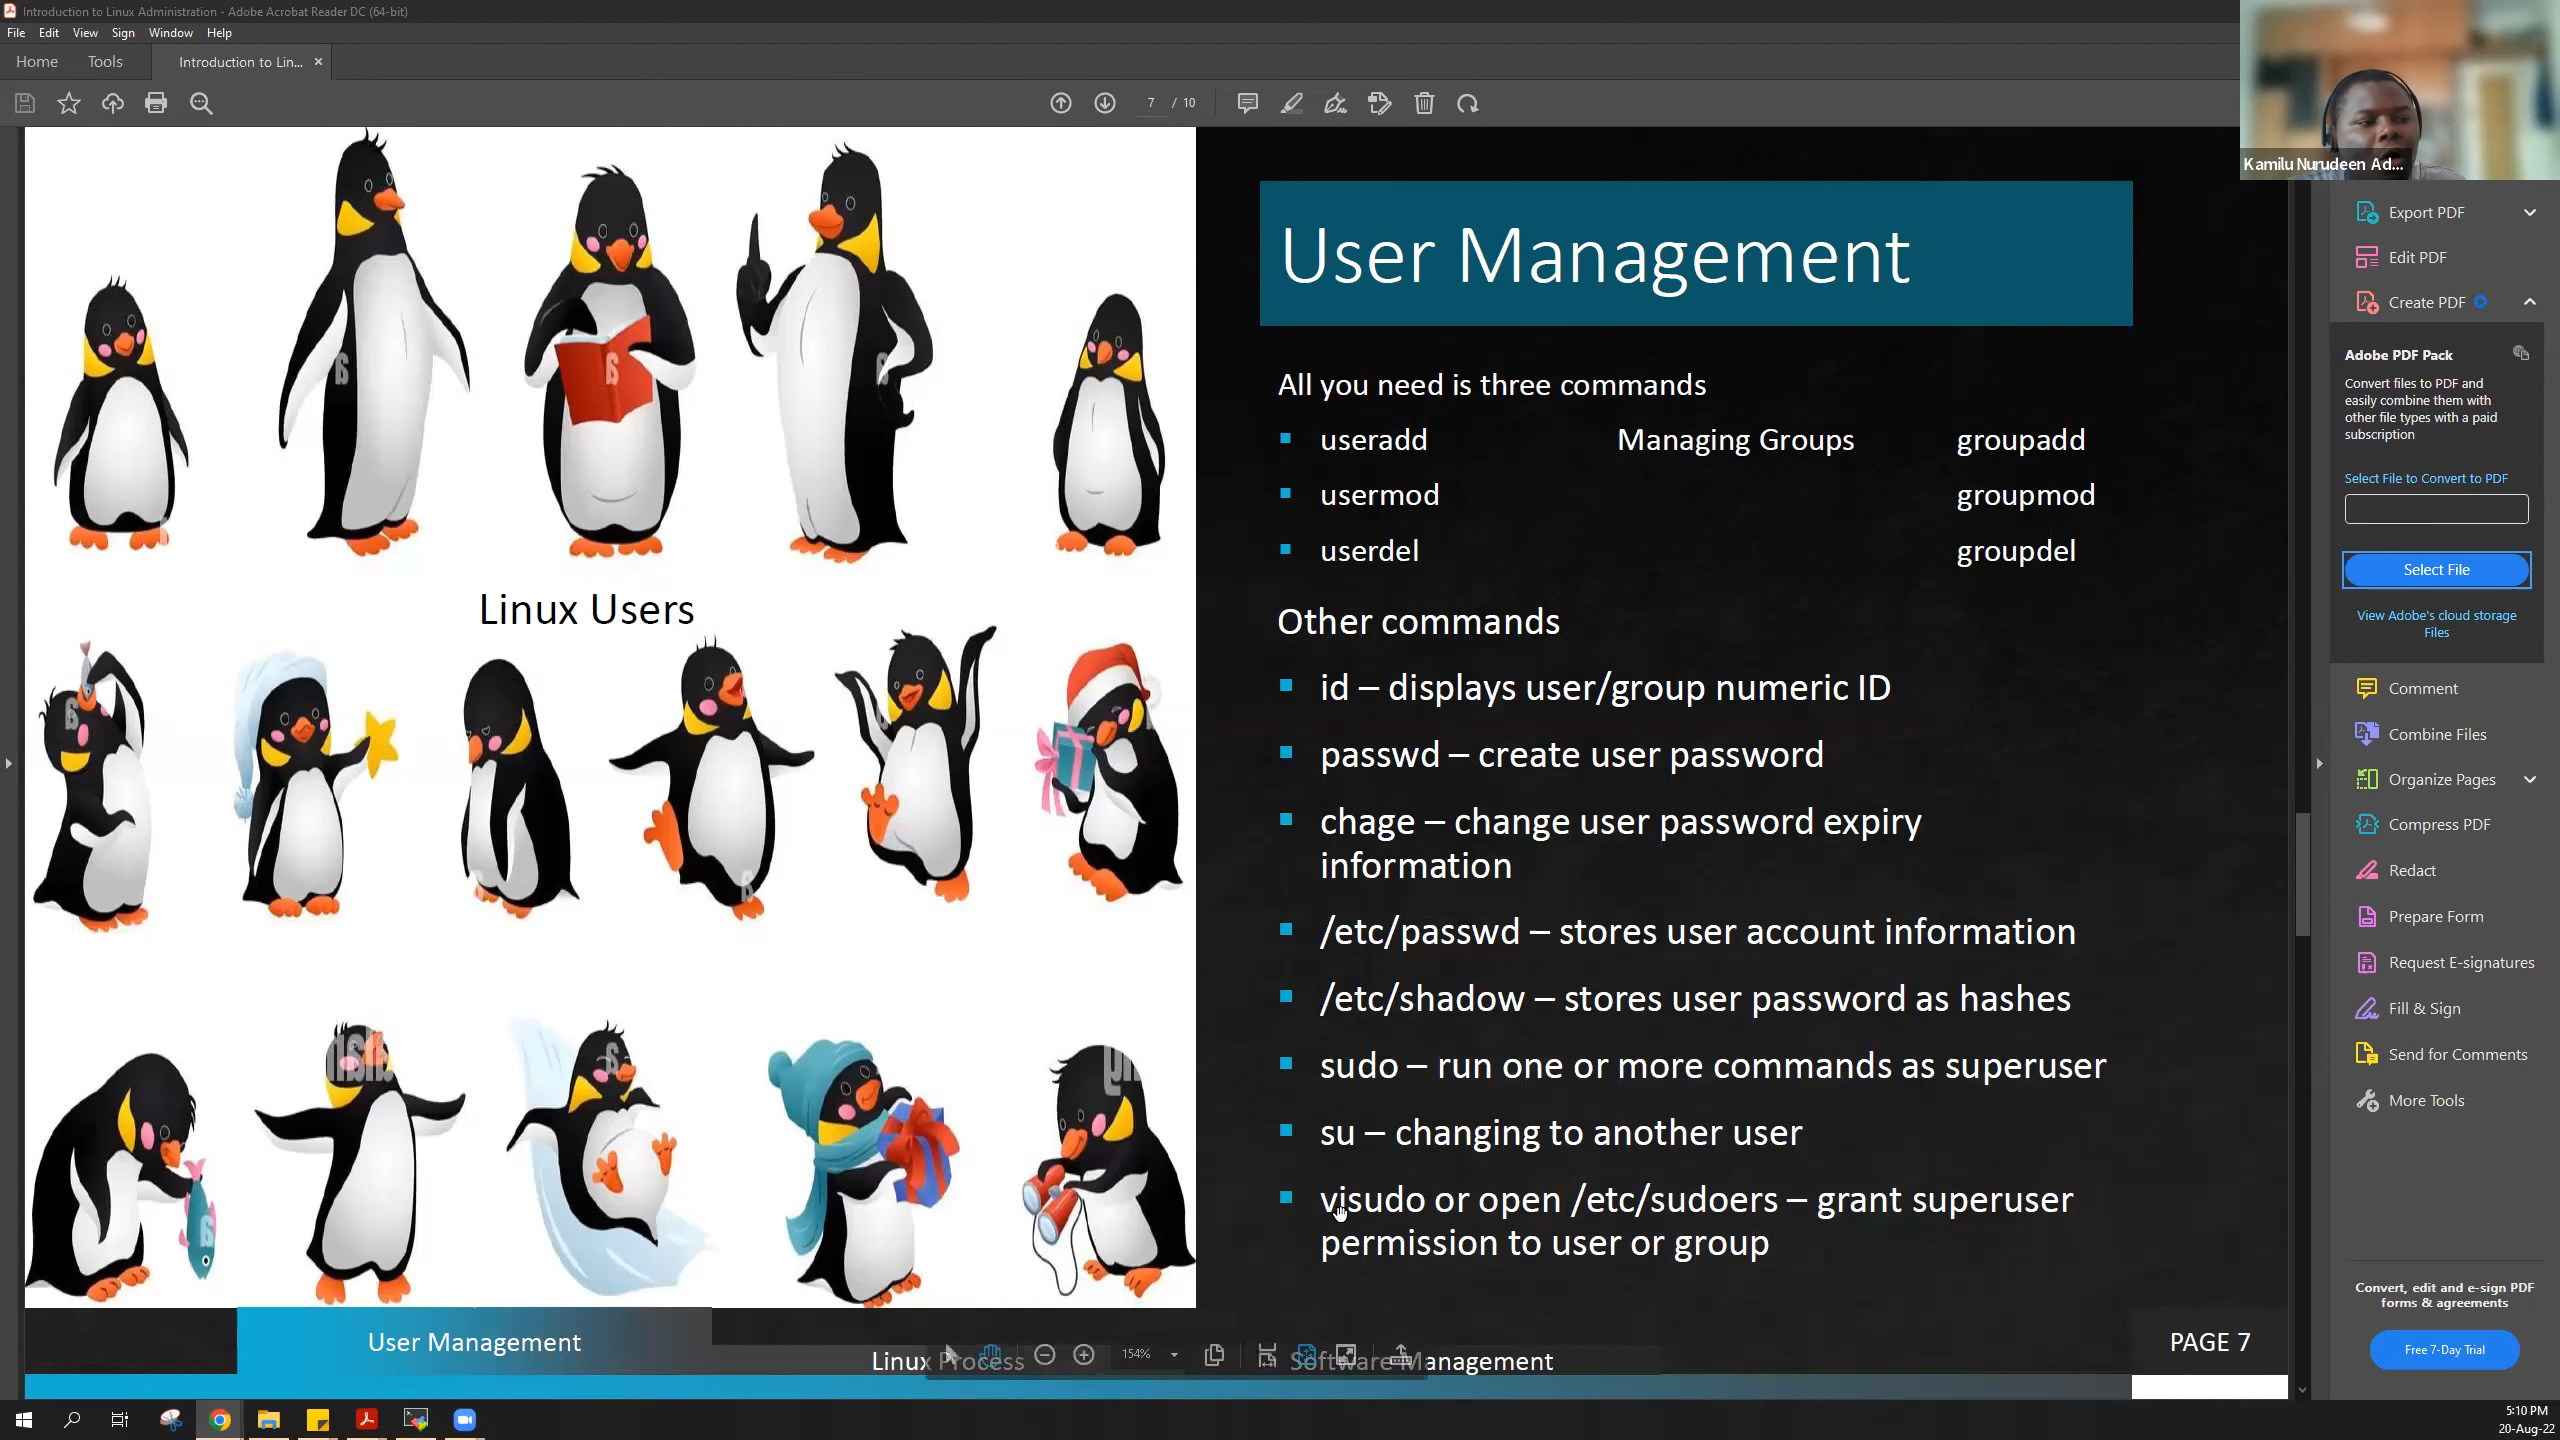 Introduction to Linux Administration - Adobe Acrobat Reader DC (64-bit)
File Edit View Sign Window Help
Home Tools Introduction to Lin... ×
7 / 10
Kamilu Nurudeen Ad...
Linux Users
User Management
All you need is three commands
useradd Managing Groups groupadd
usermod groupmod
userdel groupdel
Other commands
id – displays user/group numeric ID
passwd – create user password
chage – change user password expiry
information
/etc/passwd – stores user account information
/etc/shadow – stores user password as hashes
sudo – run one or more commands as superuser
su – changing to another user
visudo or open /etc/sudoers – grant superuser
permission to user or group
User Management
Linux Process
154%
Software Management
PAGE 7
Export PDF
Edit PDF
Create PDF
Adobe PDF Pack
Convert files to PDF and
easily combine them with
other file types with a paid
subscription
Select File to Convert to PDF
Select File
View Adobe's cloud storage
Files
Comment
Combine Files
Organize Pages
Compress PDF
Redact
Prepare Form
Request E-signatures
Fill & Sign
Send for Comments
More Tools
Convert, edit and e-sign PDF
forms & agreements
Free 7-Day Trial
5:10 PM
20-Aug-22